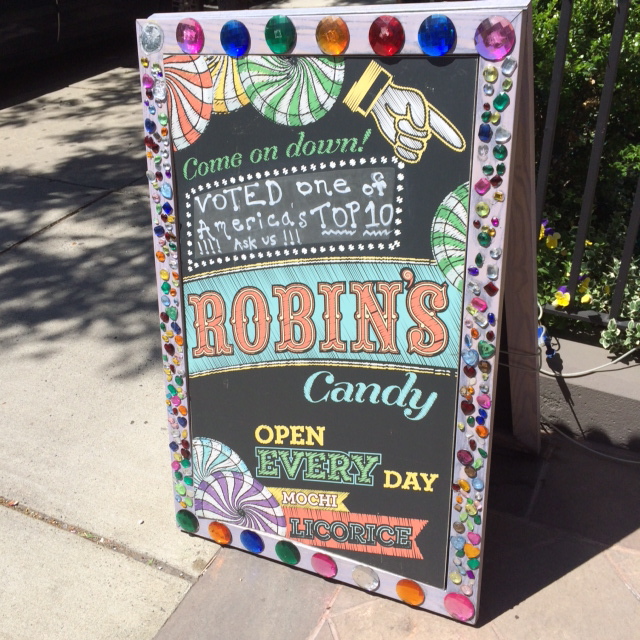 Come on down!
VOTED one of
America's TOP 10
!!!! Ask us !!!
ROBIN'S
Candy
OPEN
EVERY DAY
MOCHI
LICORICE